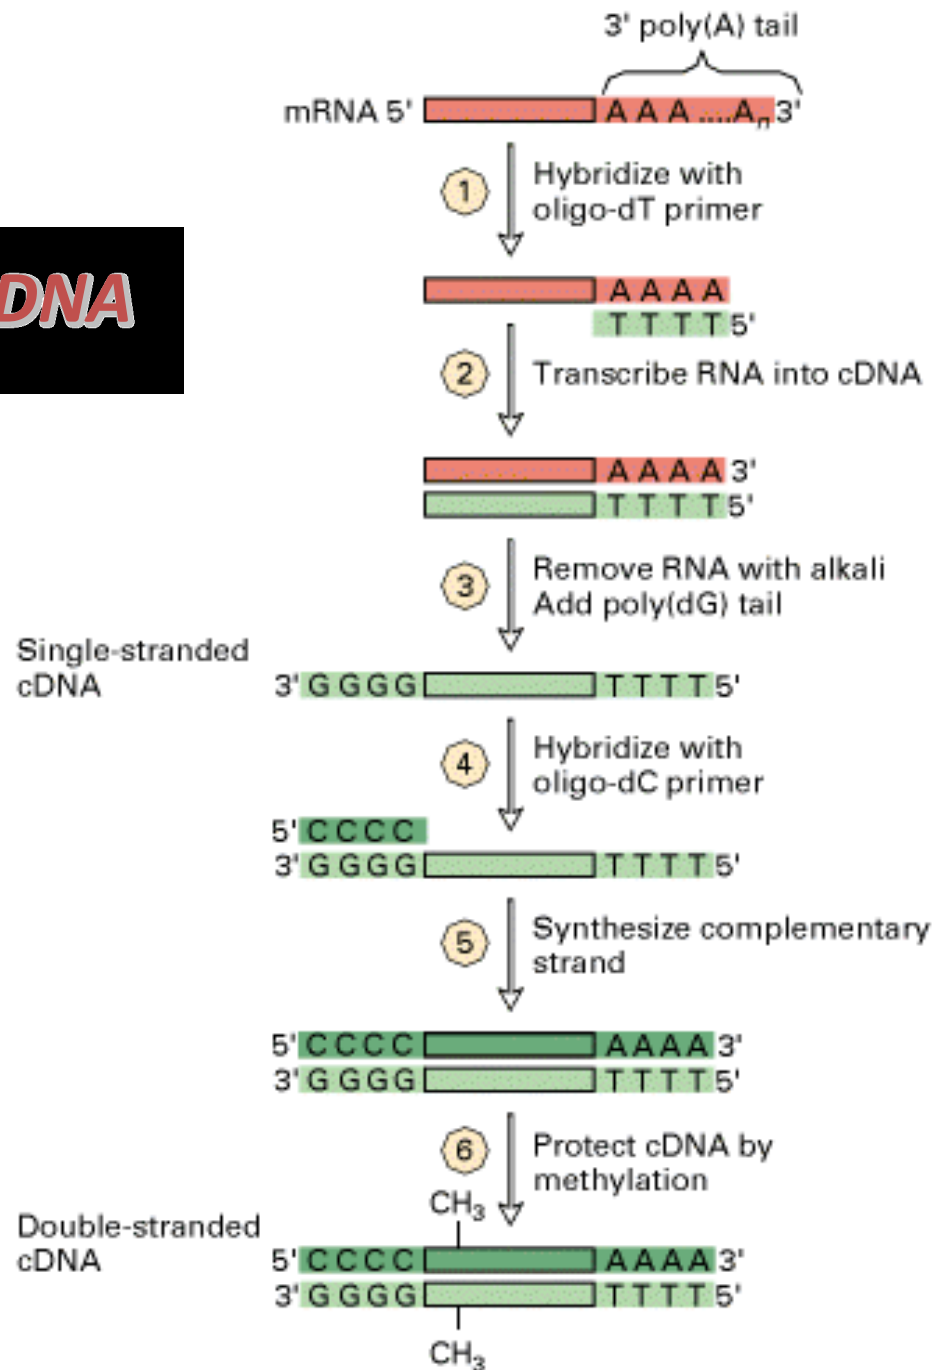 3' poly(A) tail
mRNA 5' A A A ....Aₙ 3'
1
Hybridize with
oligo-dT primer
DNA
A A A A
T T T T 5'
2
Transcribe RNA into cDNA
A A A A 3'
T T T T 5'
3
Remove RNA with alkali
Add poly(dG) tail
Single-stranded
cDNA
3' G G G G T T T T 5'
4
Hybridize with
oligo-dC primer
5' C C C C
3' G G G G T T T T 5'
5
Synthesize complementary
strand
5' C C C C A A A A 3'
3' G G G G T T T T 5'
6
Protect cDNA by
methylation
CH₃
Double-stranded
cDNA
5' C C C C A A A A 3'
3' G G G G T T T T 5'
CH₃